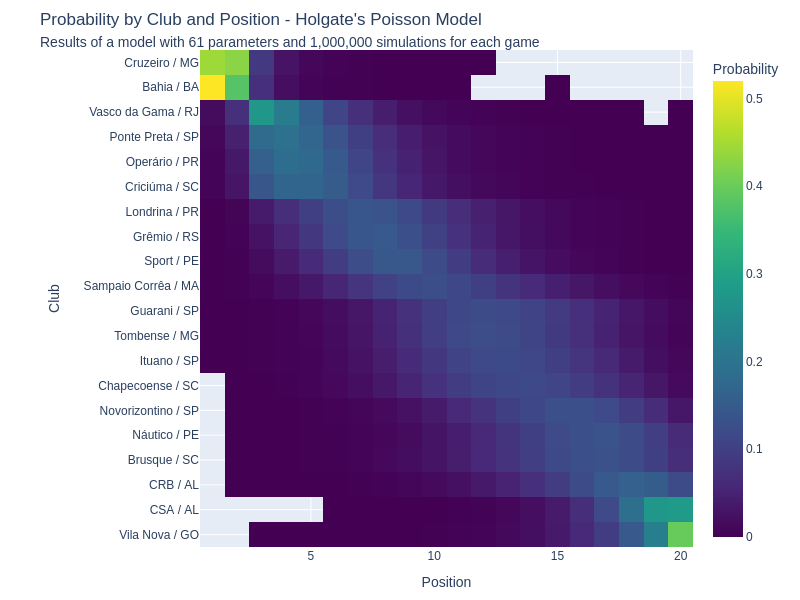 Probability by Club and Position - Holgate's Poisson Model
Results of a model with 61 parameters and 1,000,000 simulations for each game
Probability
Club
Cruzeiro / MG
Bahia / BA
Vasco da Gama / RJ
Ponte Preta / SP
Operário / PR
Criciúma / SC
Londrina / PR
Grêmio / RS
Sport / PE
Sampaio Corrêa / MA
Guarani / SP
Tombense / MG
Ituano / SP
Chapecoense / SC
Novorizontino / SP
Náutico / PE
Brusque / SC
CRB / AL
CSA / AL
Vila Nova / GO
0.5
0.4
0.3
0.2
0.1
0
5
10
15
20
Position